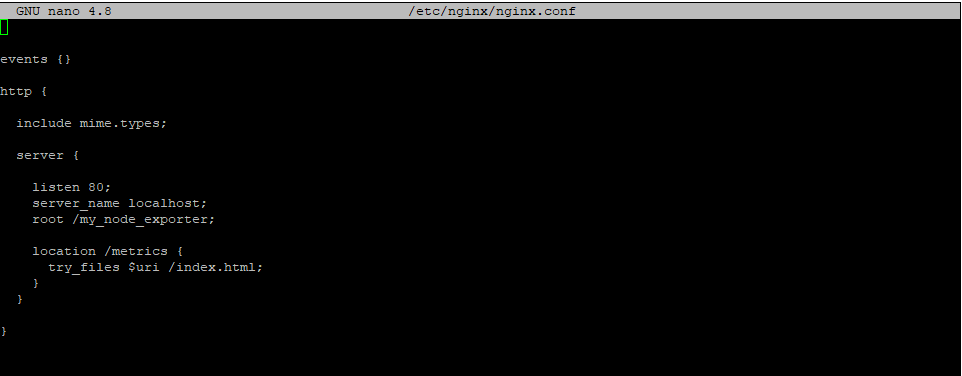 GNU nano 4.8 /etc/nginx/nginx.conf
events {}
http {
include mime.types;
server {
listen 80;
server_name localhost;
root /my_node_exporter;
location /metrics {
try_files $uri /index.html;
}
}
}